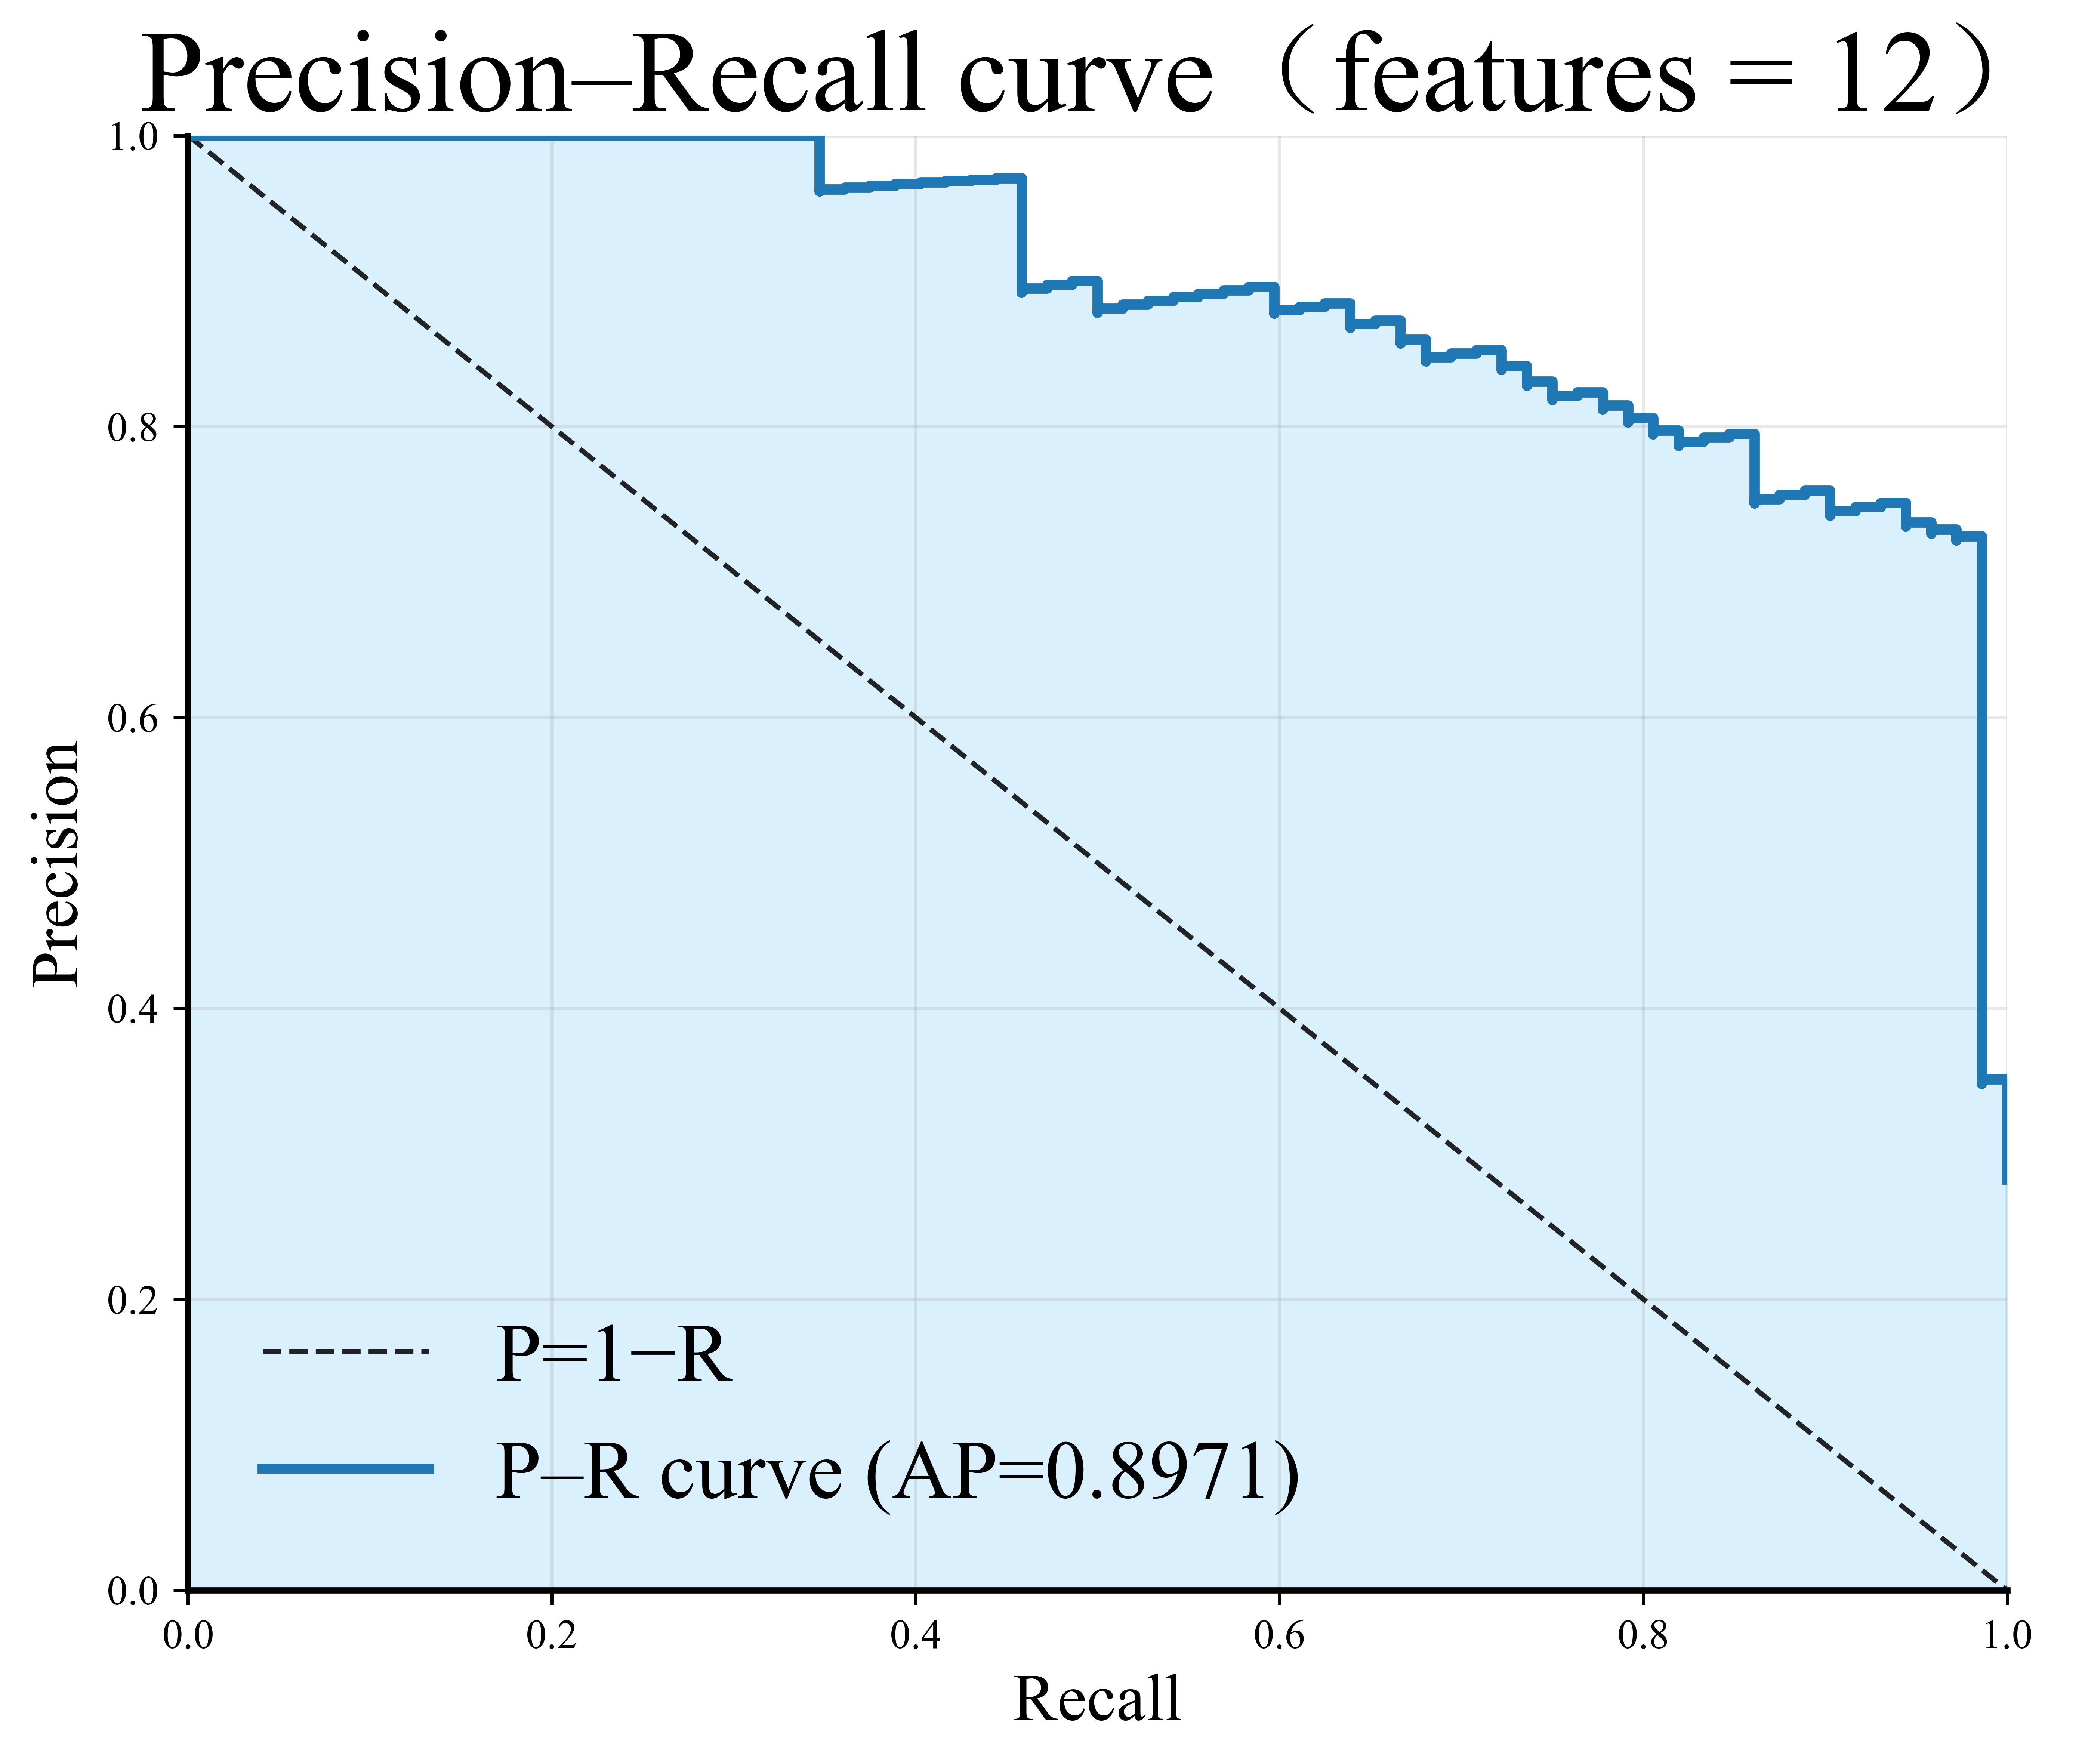 Precision–Recall curve（features = 12）
1.0
0.8
0.6
0.4
0.2
0.0
Precision
P=1−R
P–R curve (AP=0.8971)
0.0 0.2 0.4 0.6 0.8 1.0
Recall